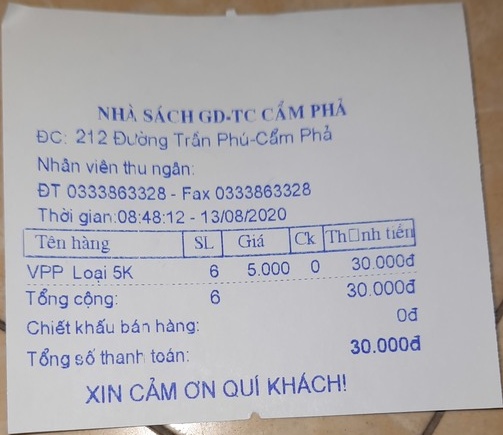 NHÀ SÁCH GD-TC CẨM PHẢ
ĐC: 212 Đường Trần Phú-Cẩm Phả
Nhân viên thu ngân:
ĐT 0333863328 - Fax 0333863328
Thời gian:08:48:12 - 13/08/2020
Tên hàng SL Giá Ck Th□nh tiền
VPP Loại 5K 6 5.000 0 30.000đ
Tổng cộng: 6 30.000đ
Chiết khấu bán hàng: 0đ
Tổng số thanh toán: 30.000đ
XIN CẢM ƠN QUÍ KHÁCH!